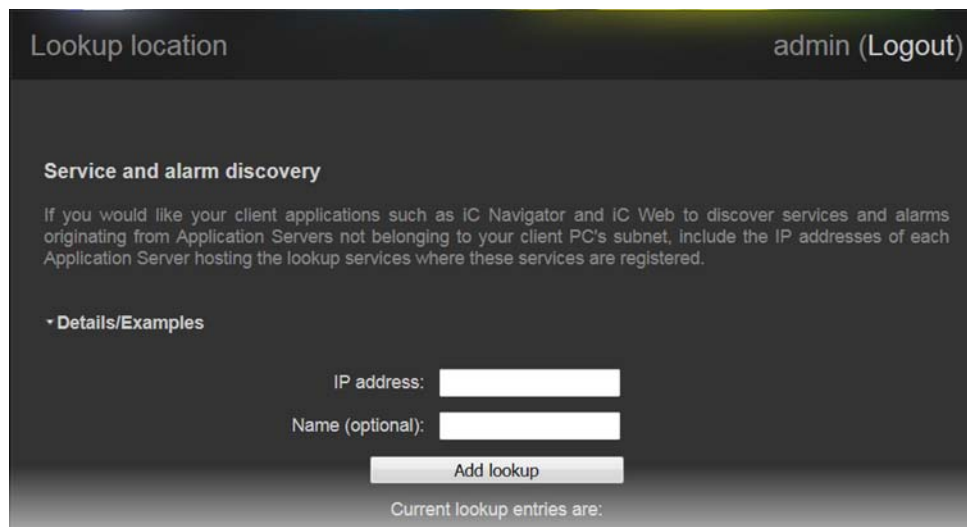 Lookup location
admin (Logout)
Service and alarm discovery
If you would like your client applications such as iC Navigator and iC Web to discover services and alarms
originating from Application Servers not belonging to your client PC's subnet, include the IP addresses of each
Application Server hosting the lookup services where these services are registered.
Details/Examples
IP address:
Name (optional):
Add lookup
Current lookup entries are: